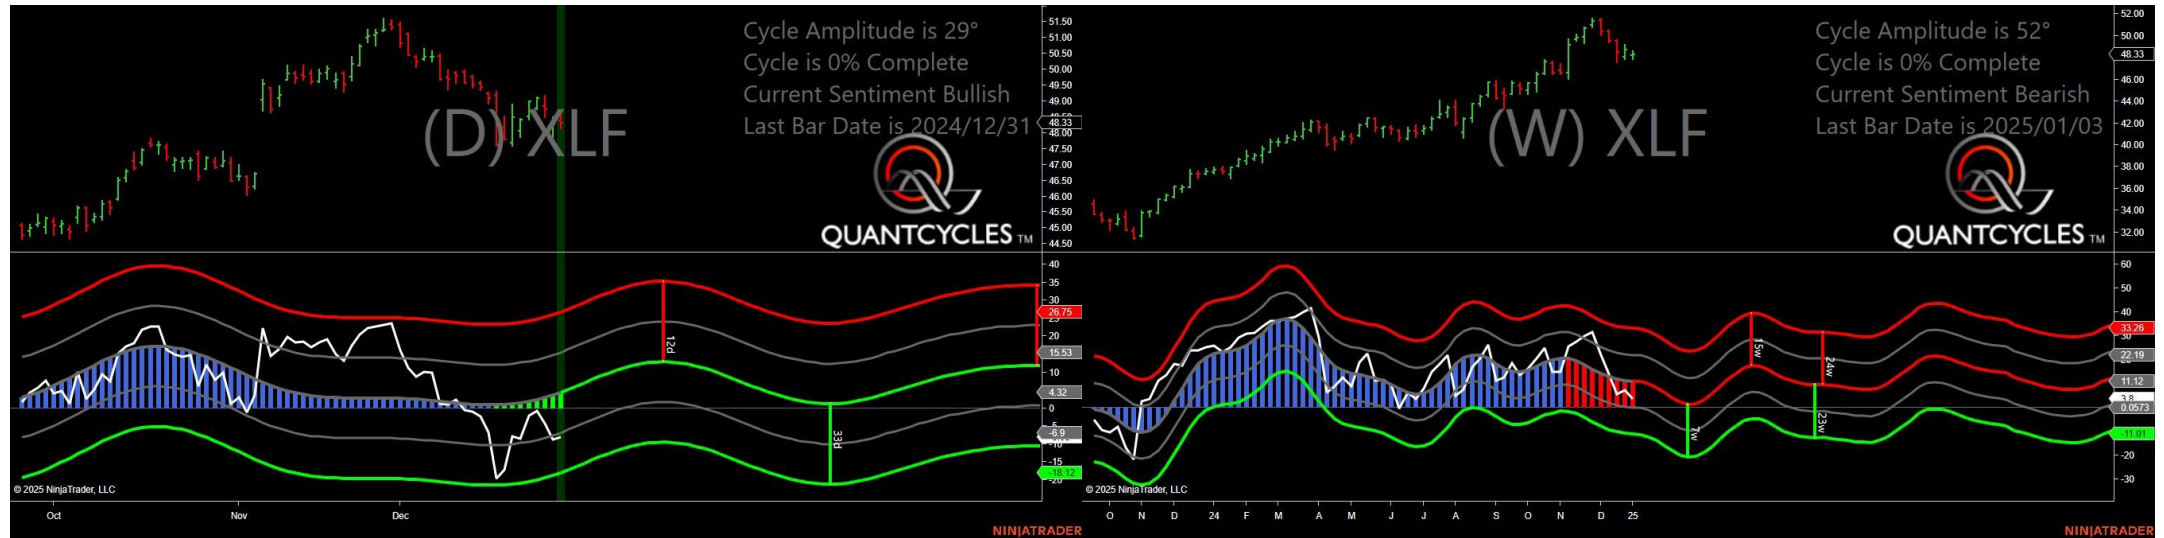 Cycle Amplitude is 29°
Cycle is 0% Complete
Current Sentiment Bullish
Last Bar Date is 2024/12/31
(D) XLF
QUANTCYCLES TM
51.50
51.00
50.50
50.00
49.50
49.00
48.33
48.00
47.50
47.00
46.50
46.00
45.50
45.00
44.50
40
35
30
26.75
20
15.53
10
4.32
0
-6.9
-10
-15
-18.12
12d
33d
© 2025 NinjaTrader, LLC
Oct
Nov
Dec
NINJATRADER
Cycle Amplitude is 52°
Cycle is 0% Complete
Current Sentiment Bearish
Last Bar Date is 2025/01/03
(W) XLF
QUANTCYCLES TM
52.00
50.00
48.33
46.00
44.00
42.00
40.00
38.00
36.00
34.00
32.00
60
50
40
33.26
30
22.19
11.12
3.8
0.0573
-11.01
-20
-30
15w
24w
7w
23w
© 2025 NinjaTrader, LLC
O N D 24 F M A M J J A S O N D 25
NINJATRADER